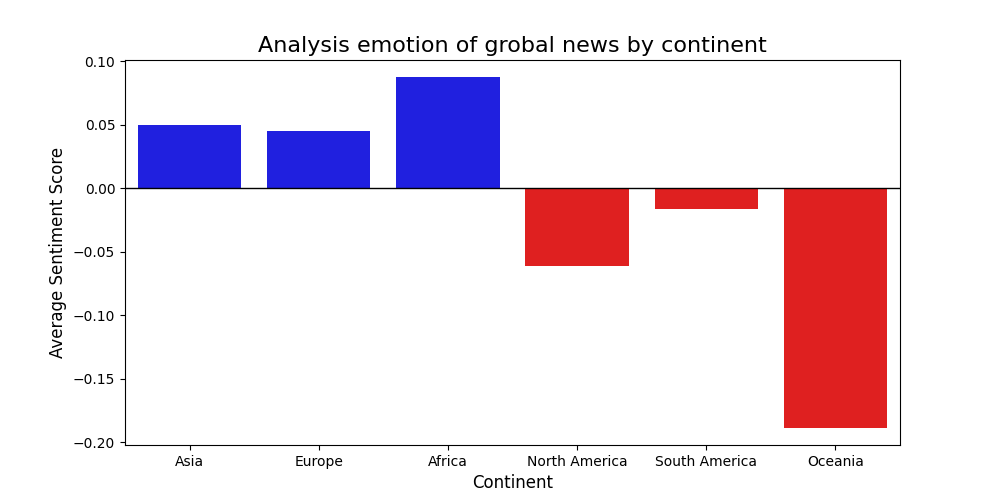 Analysis emotion of grobal news by continent
Average Sentiment Score
0.10
0.05
0.00
−0.05
−0.10
−0.15
−0.20
Asia Europe Africa North America South America Oceania
Continent